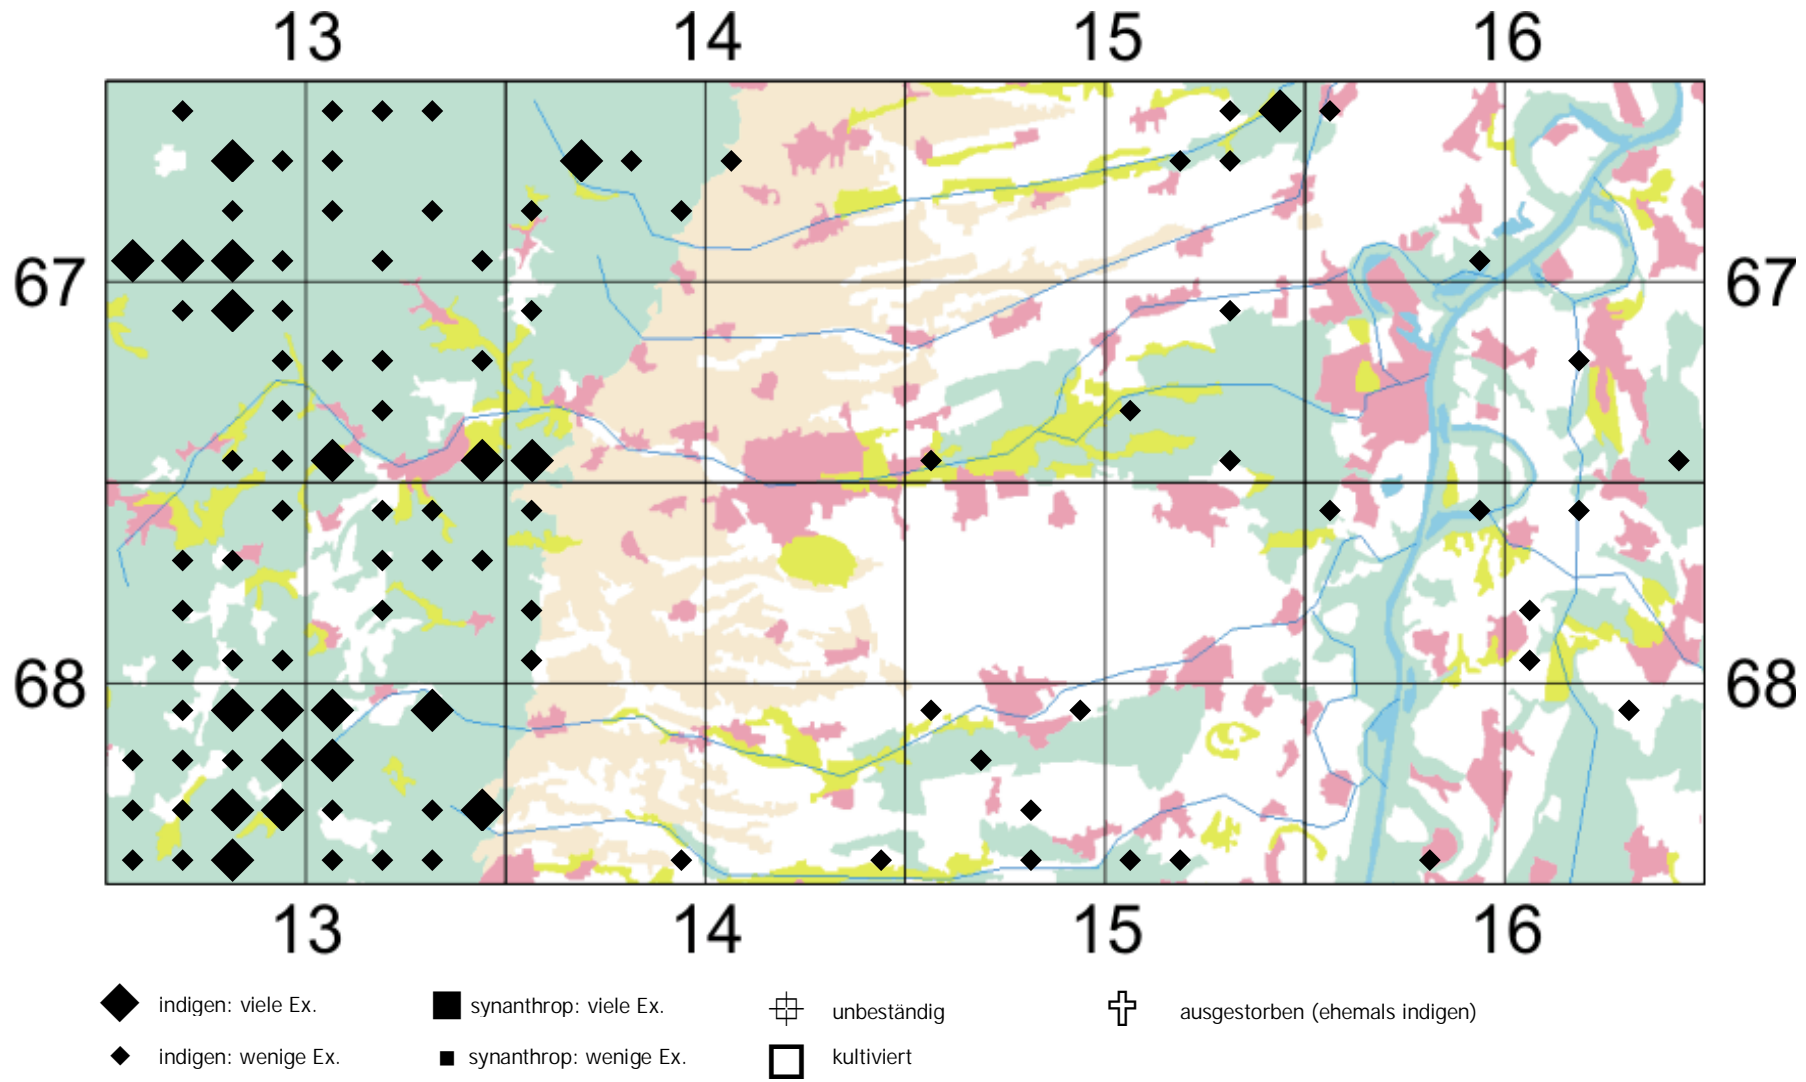 13 14 15 16
67 67
68 68
13 14 15 16
indigen: viele Ex. synanthrop: viele Ex. unbeständig ausgestorben (ehemals indigen)
indigen: wenige Ex. synanthrop: wenige Ex. kultiviert